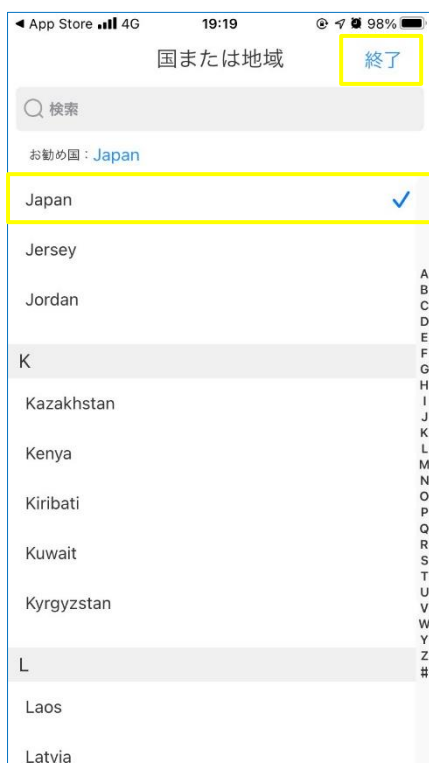 ◀ App Store 4G 19:19 98%
国または地域 終了
検索
お勧め国：Japan
Japan
Jersey
Jordan
K
Kazakhstan
Kenya
Kiribati
Kuwait
Kyrgyzstan
L
Laos
Latvia
A
B
C
D
E
F
G
H
I
J
K
L
M
N
O
P
Q
R
S
T
U
V
W
Y
Z
#